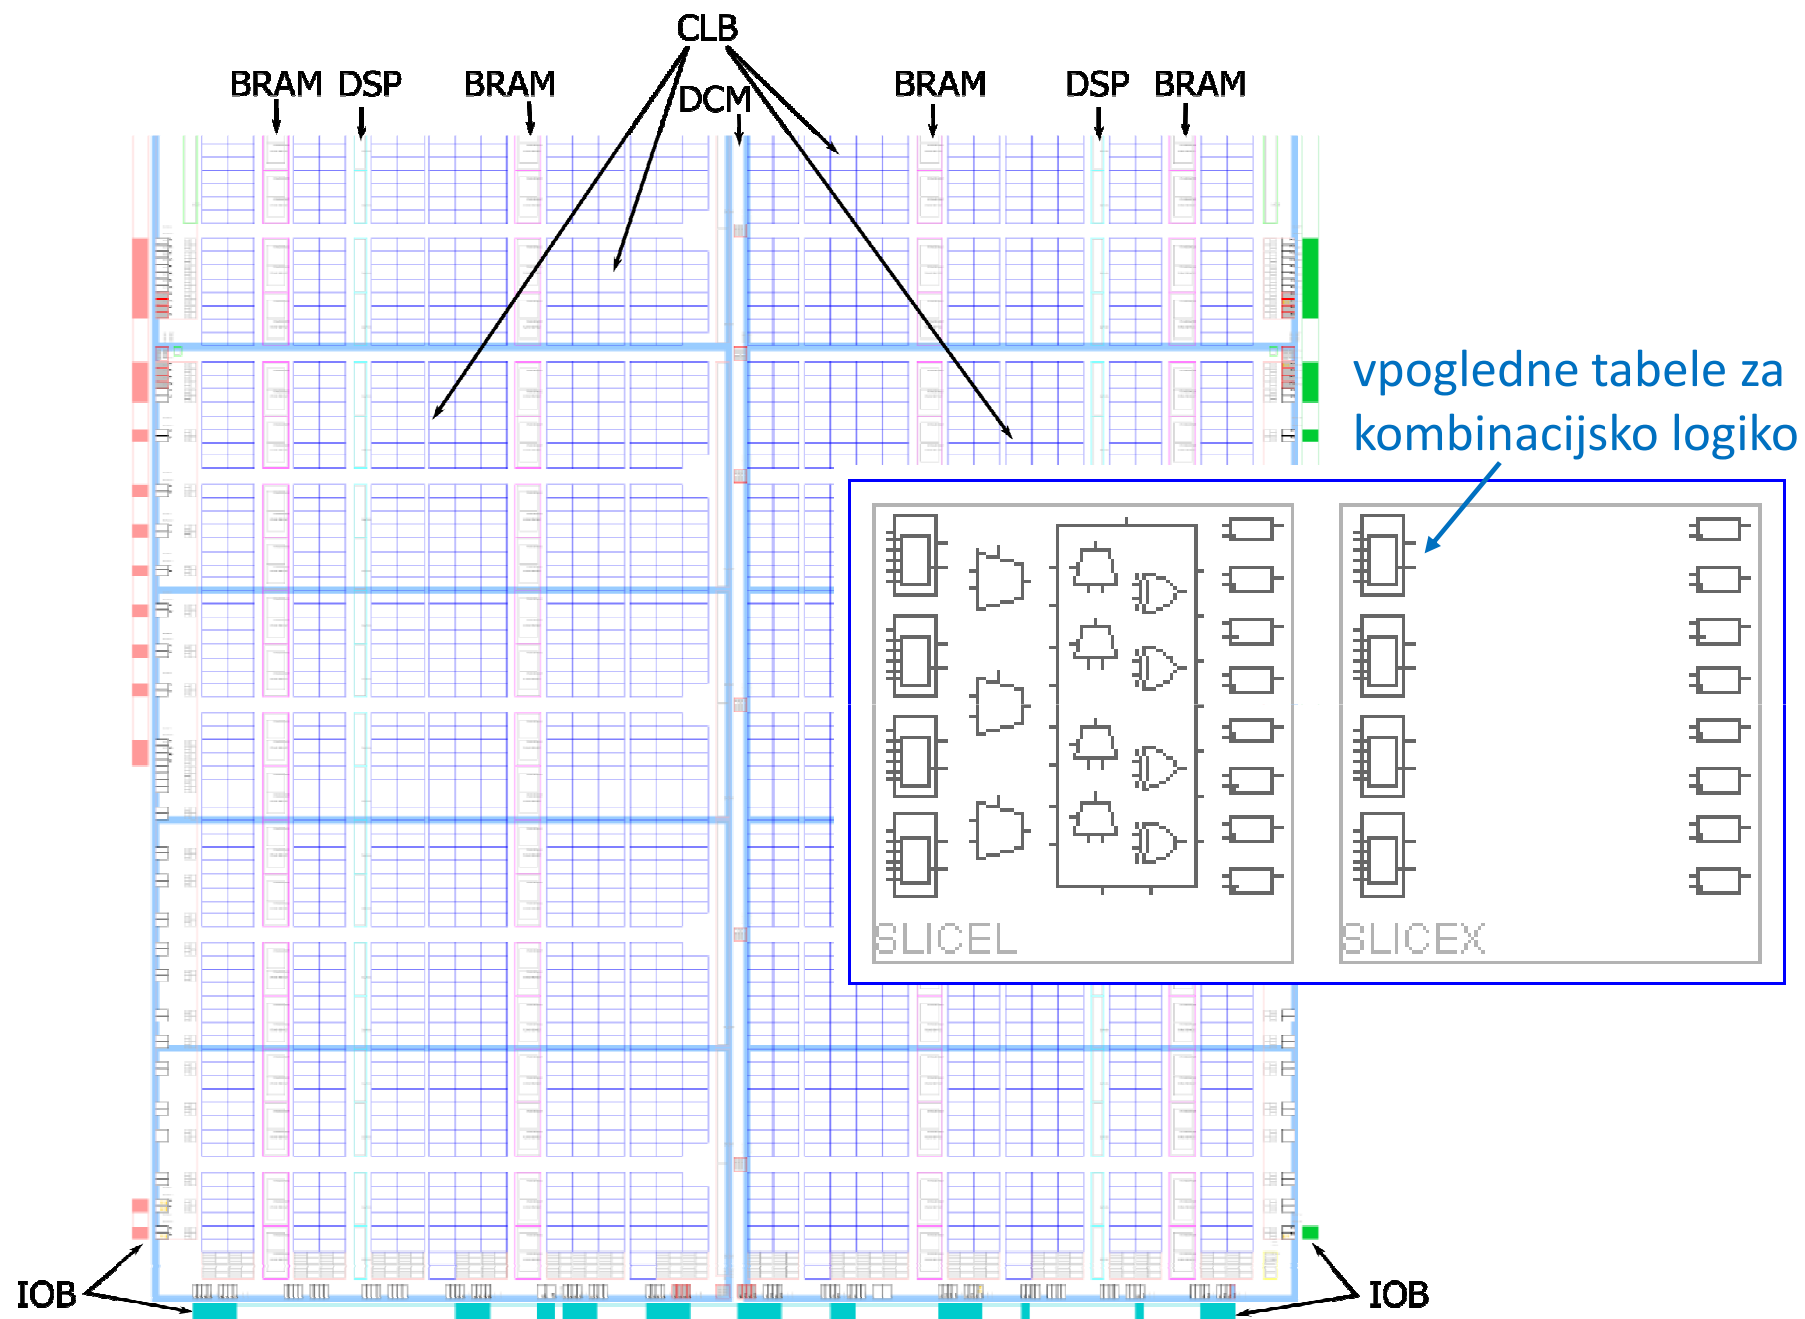 CLB
BRAM DSP BRAM DCM BRAM DSP BRAM
vpogledne tabele za
kombinacijsko logiko
SLICEL SLICEX
IOB IOB